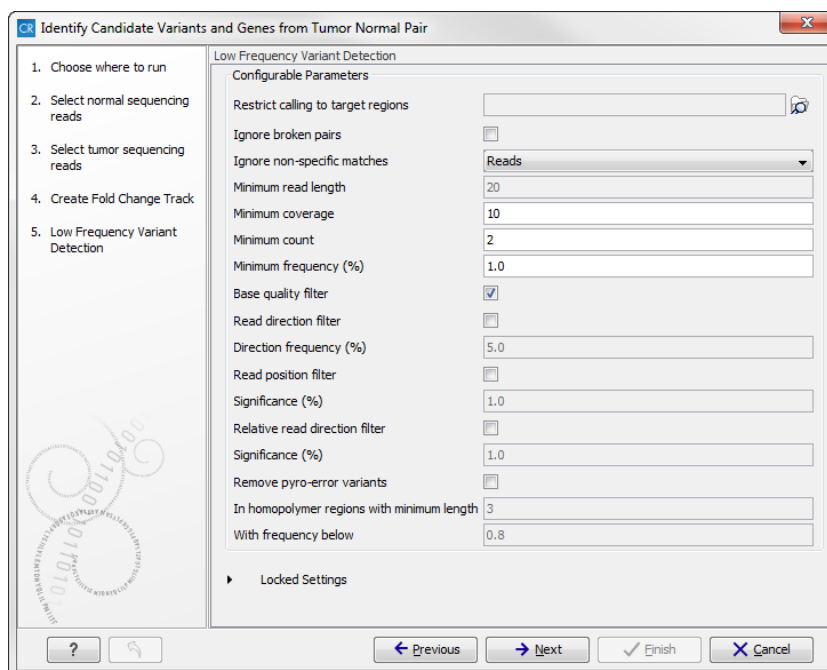 CR Identify Candidate Variants and Genes from Tumor Normal Pair
x
1. Choose where to run
2. Select normal sequencing
reads
3. Select tumor sequencing
reads
4. Create Fold Change Track
5. Low Frequency Variant
Detection
Low Frequency Variant Detection
Configurable Parameters
Restrict calling to target regions
Ignore broken pairs
Ignore non-specific matches Reads
Minimum read length 20
Minimum coverage 10
Minimum count 2
Minimum frequency (%) 1.0
Base quality filter
Read direction filter
Direction frequency (%) 5.0
Read position filter
Significance (%) 1.0
Relative read direction filter
Significance (%) 1.0
Remove pyro-error variants
In homopolymer regions with minimum length 3
With frequency below 0.8
Locked Settings
? Previous Next Finish Cancel